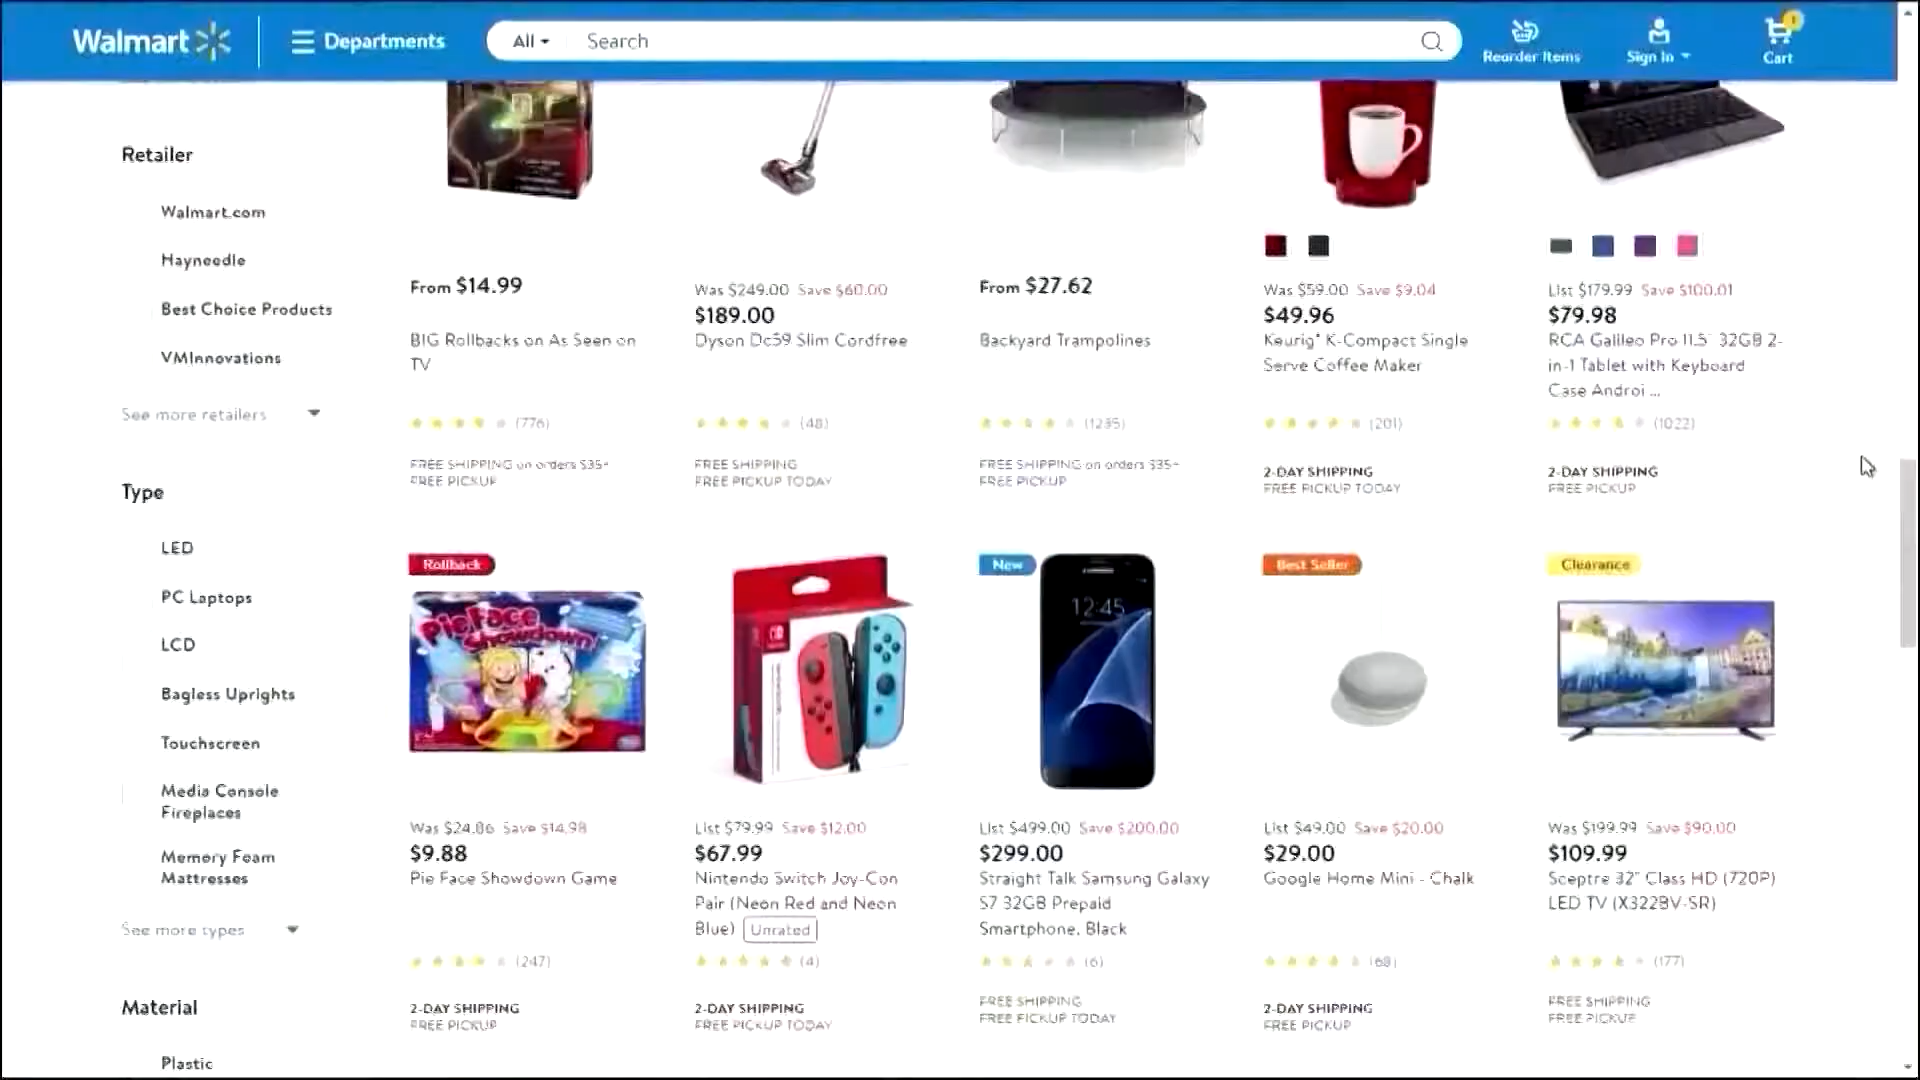 Walmart
Departments
All
Search
Reorder Items
Sign In
Cart
1
Retailer
Walmart.com
Hayneedle
Best Choice Products
VMInnovations
See more retailers
Type
LED
PC Laptops
LCD
Bagless Uprights
Touchscreen
Media Console
Fireplaces
Memory Foam
Mattresses
See more types
Material
Plastic
From $14.99
BIG Rollbacks on As Seen on
TV
(776)
FREE SHIPPING on orders $35+
FREE PICKUP
Was $249.00 Save $60.00
$189.00
Dyson Dc59 Slim Cordfree
(48)
FREE SHIPPING
FREE PICKUP TODAY
From $27.62
Backyard Trampolines
(1235)
FREE SHIPPING on orders $35+
FREE PICKUP
Was $59.00 Save $9.04
$49.96
Keurig® K-Compact Single
Serve Coffee Maker
(201)
2-DAY SHIPPING
FREE PICKUP TODAY
List $179.99 Save $100.01
$79.98
RCA Galileo Pro 11.5" 32GB 2-
in-1 Tablet with Keyboard
Case Androi ...
(1022)
2-DAY SHIPPING
FREE PICKUP
Rollback
Pie Face
Showdown!
Was $24.86 Save $14.98
$9.88
Pie Face Showdown Game
(247)
2-DAY SHIPPING
FREE PICKUP
List $79.99 Save $12.00
$67.99
Nintendo Switch Joy-Con
Pair (Neon Red and Neon
Blue) Unrated
(4)
2-DAY SHIPPING
FREE PICKUP TODAY
New
12:45
List $499.00 Save $200.00
$299.00
Straight Talk Samsung Galaxy
S7 32GB Prepaid
Smartphone, Black
(6)
FREE SHIPPING
FREE PICKUP TODAY
Best Seller
List $49.00 Save $20.00
$29.00
Google Home Mini - Chalk
(68)
2-DAY SHIPPING
FREE PICKUP
Clearance
Was $199.99 Save $90.00
$109.99
Sceptre 32" Class HD (720P)
LED TV (X322BV-SR)
(177)
FREE SHIPPING
FREE PICKUP